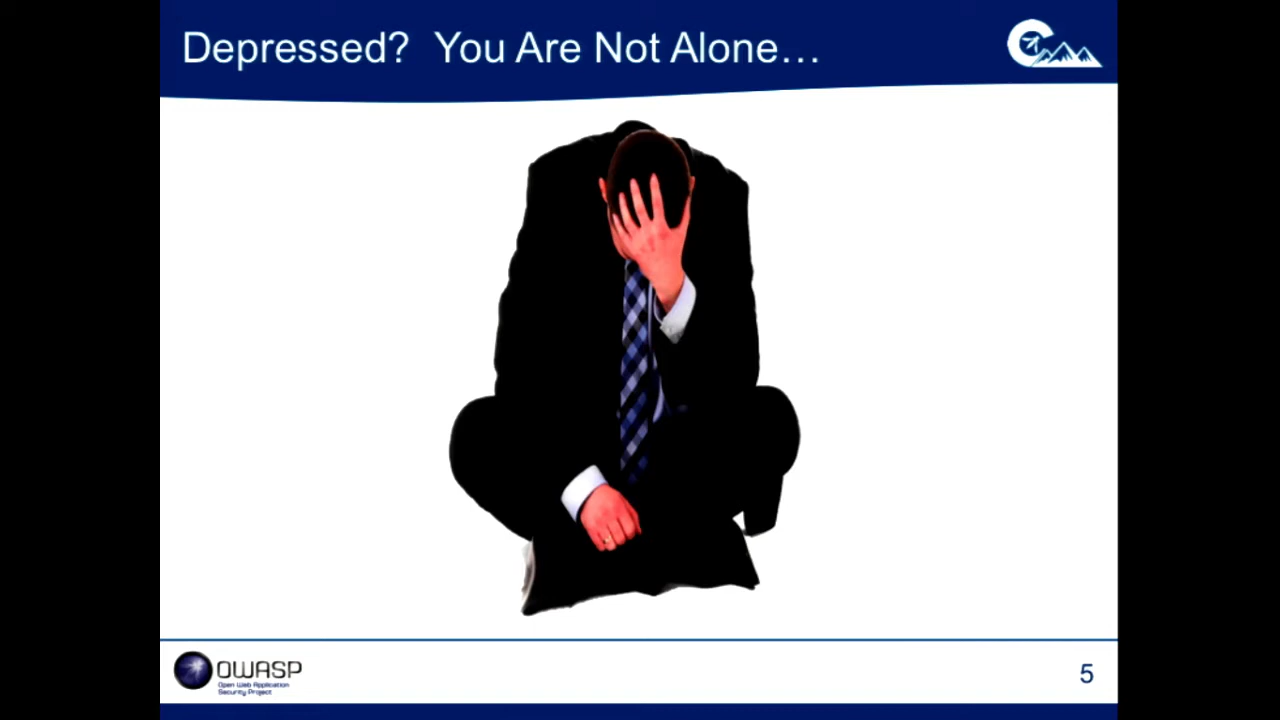 Depressed? You Are Not Alone…
OWASP
Open Web Application
Security Project
5